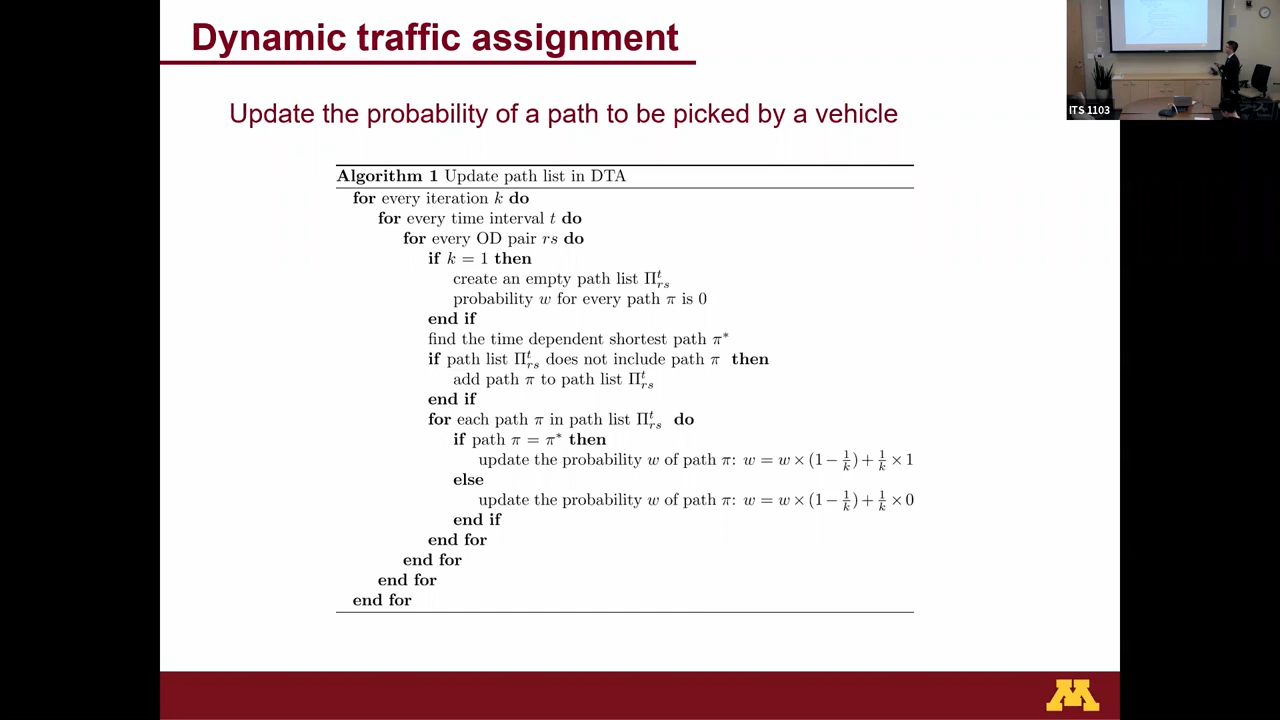 Dynamic traffic assignment
ITS 1103
Update the probability of a path to be picked by a vehicle
Algorithm 1 Update path list in DTA
for every iteration k do
for every time interval t do
for every OD pair rs do
if k = 1 then
create an empty path list Π^t_rs
probability w for every path π is 0
end if
find the time dependent shortest path π*
if path list Π^t_rs does not include path π then
add path π to path list Π^t_rs
end if
for each path π in path list Π^t_rs do
if path π = π* then
update the probability w of path π: w = w × (1 − 1/k) + 1/k × 1
else
update the probability w of path π: w = w × (1 − 1/k) + 1/k × 0
end if
end for
end for
end for
end for
M